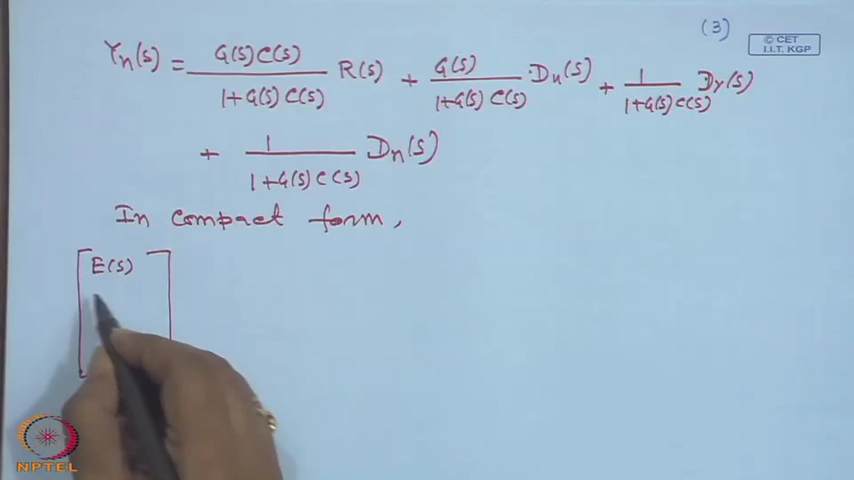 (3)
© CET
I.I.T. KGP
Yn(s) = G(s)C(s) / 1+G(s)C(s) R(s) + G(s) / 1+G(s)C(s) Du(s) + 1 / 1+G(s)C(s) Dy(s)
+ 1 / 1+G(s)C(s) Dn(s)
In compact form,
E(s)
NPTEL